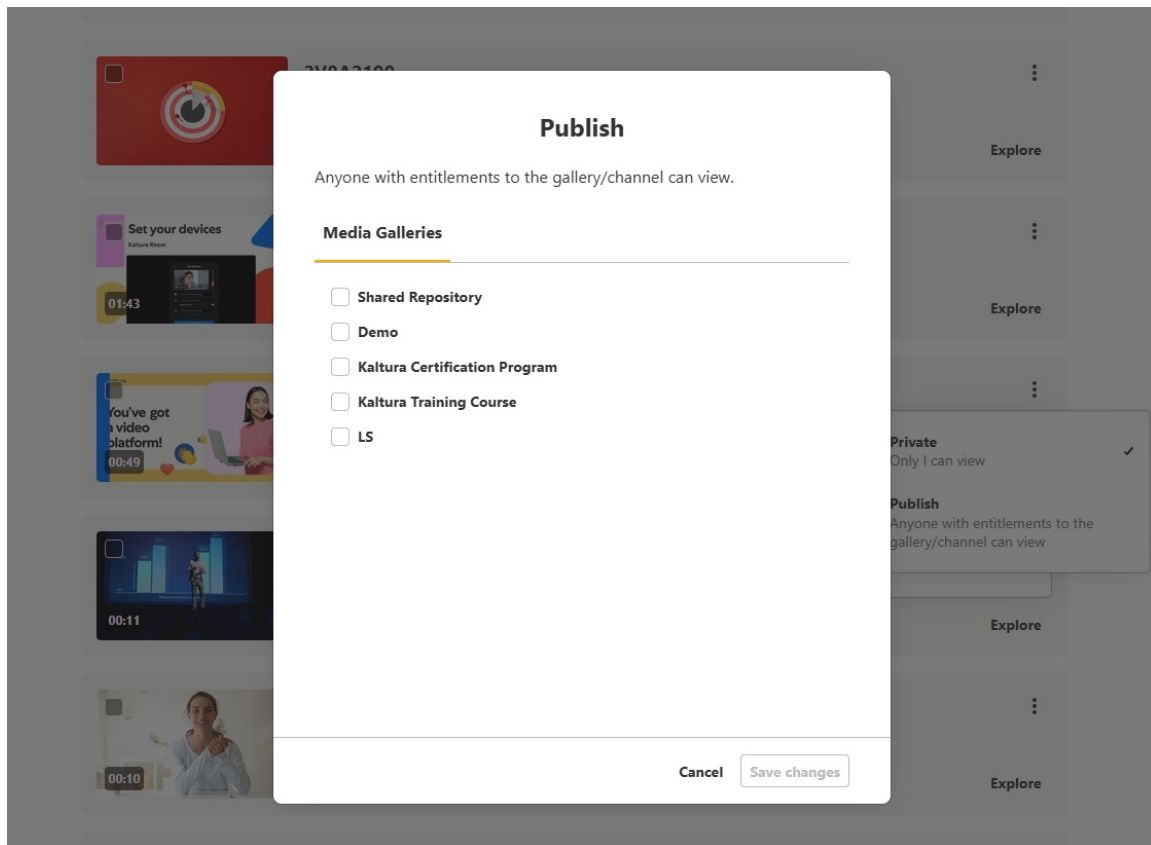 Publish
Anyone with entitlements to the gallery/channel can view.
Media Galleries
Shared Repository
Demo
Kaltura Certification Program
Kaltura Training Course
LS
Cancel
Save changes
Explore
Set your devices
Kaltura Room
01:43
Explore
You've got
a video
platform!
00:49
Private
Only I can view
Publish
Anyone with entitlements to the
gallery/channel can view
00:11
Explore
00:10
Explore